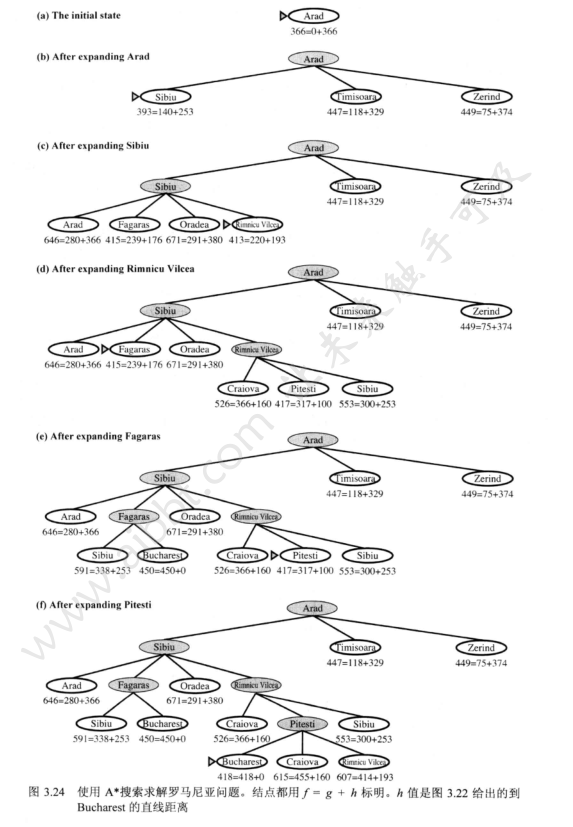 (a) The initial state
Arad
366=0+366
(b) After expanding Arad
Arad
Sibiu Timisoara Zerind
393=140+253 447=118+329 449=75+374
(c) After expanding Sibiu
Arad
Sibiu Timisoara Zerind
447=118+329 449=75+374
Arad Fagaras Oradea Rimnicu Vilcea
646=280+366 415=239+176 671=291+380 413=220+193
(d) After expanding Rimnicu Vilcea
Arad
Sibiu Timisoara Zerind
447=118+329 449=75+374
Arad Fagaras Oradea Rimnicu Vilcea
646=280+366 415=239+176 671=291+380
Craiova Pitesti Sibiu
526=366+160 417=317+100 553=300+253
(e) After expanding Fagaras
Arad
Sibiu Timisoara Zerind
447=118+329 449=75+374
Arad Fagaras Oradea Rimnicu Vilcea
646=280+366 671=291+380
Sibiu Bucharest Craiova Pitesti Sibiu
591=338+253 450=450+0 526=366+160 417=317+100 553=300+253
(f) After expanding Pitesti
Arad
Sibiu Timisoara Zerind
447=118+329 449=75+374
Arad Fagaras Oradea Rimnicu Vilcea
646=280+366 671=291+380
Sibiu Bucharest Craiova Pitesti Sibiu
591=338+253 450=450+0 526=366+160 553=300+253
Bucharest Craiova Rimnicu Vilcea
418=418+0 615=455+160 607=414+193
图 3.24 使用 A*搜索求解罗马尼亚问题。结点都用 f = g + h 标明。h 值是图 3.22 给出的到
Bucharest 的直线距离